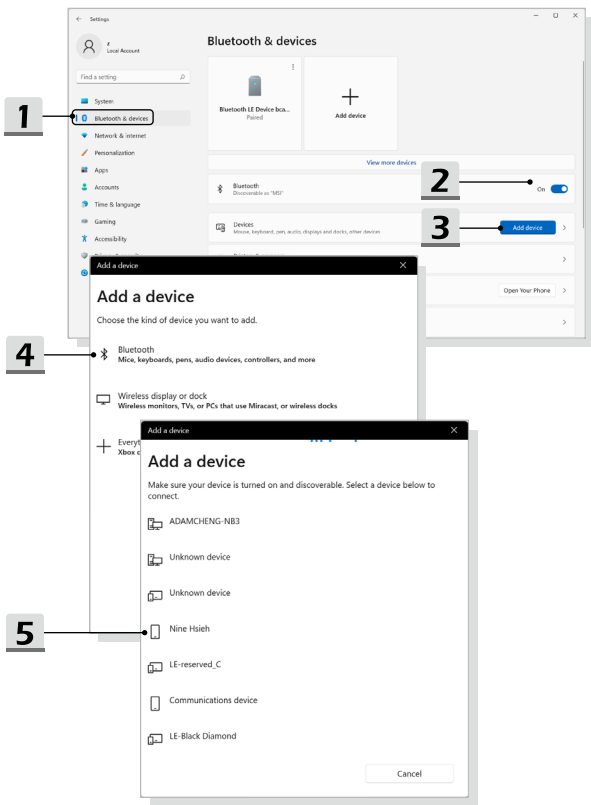 Settings
z
Local Account
Find a setting
System
Bluetooth & devices
Network & internet
Personalization
Apps
Accounts
Time & language
Gaming
Accessibility
Bluetooth & devices
Bluetooth LE Device bca...
Paired
Add device
View more devices
Bluetooth
Discoverable as "MSI"
On
Devices
Mouse, keyboard, pen, audio, displays and docks, other devices
Add device
Open Your Phone
1
2
3
Add a device
Add a device
Choose the kind of device you want to add.
Bluetooth
Mice, keyboards, pens, audio devices, controllers, and more
Wireless display or dock
Wireless monitors, TVs, or PCs that use Miracast, or wireless docks
Everyt
Xbox c
4
Add a device
Add a device
Make sure your device is turned on and discoverable. Select a device below to
connect.
ADAMCHENG-NB3
Unknown device
Unknown device
Nine Hsieh
LE-reserved_C
Communications device
LE-Black Diamond
Cancel
5